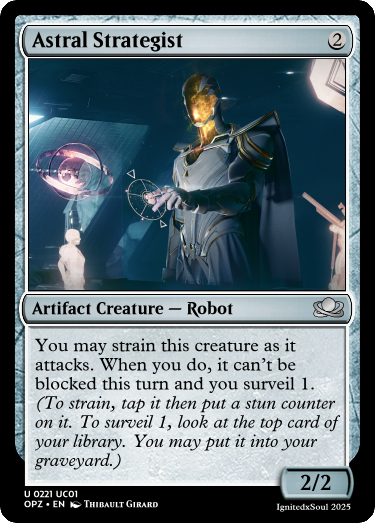 Astral Strategist 2
Artifact Creature — Robot
You may strain this creature as it
attacks. When you do, it can't be
blocked this turn and you surveil 1.
(To strain, tap it then put a stun counter
on it. To surveil 1, look at the top card of
your library. You may put it into your
graveyard.)
2/2
U 0221 UC01
OPZ • EN Thibault Girard
IgnitedxSoul 2025